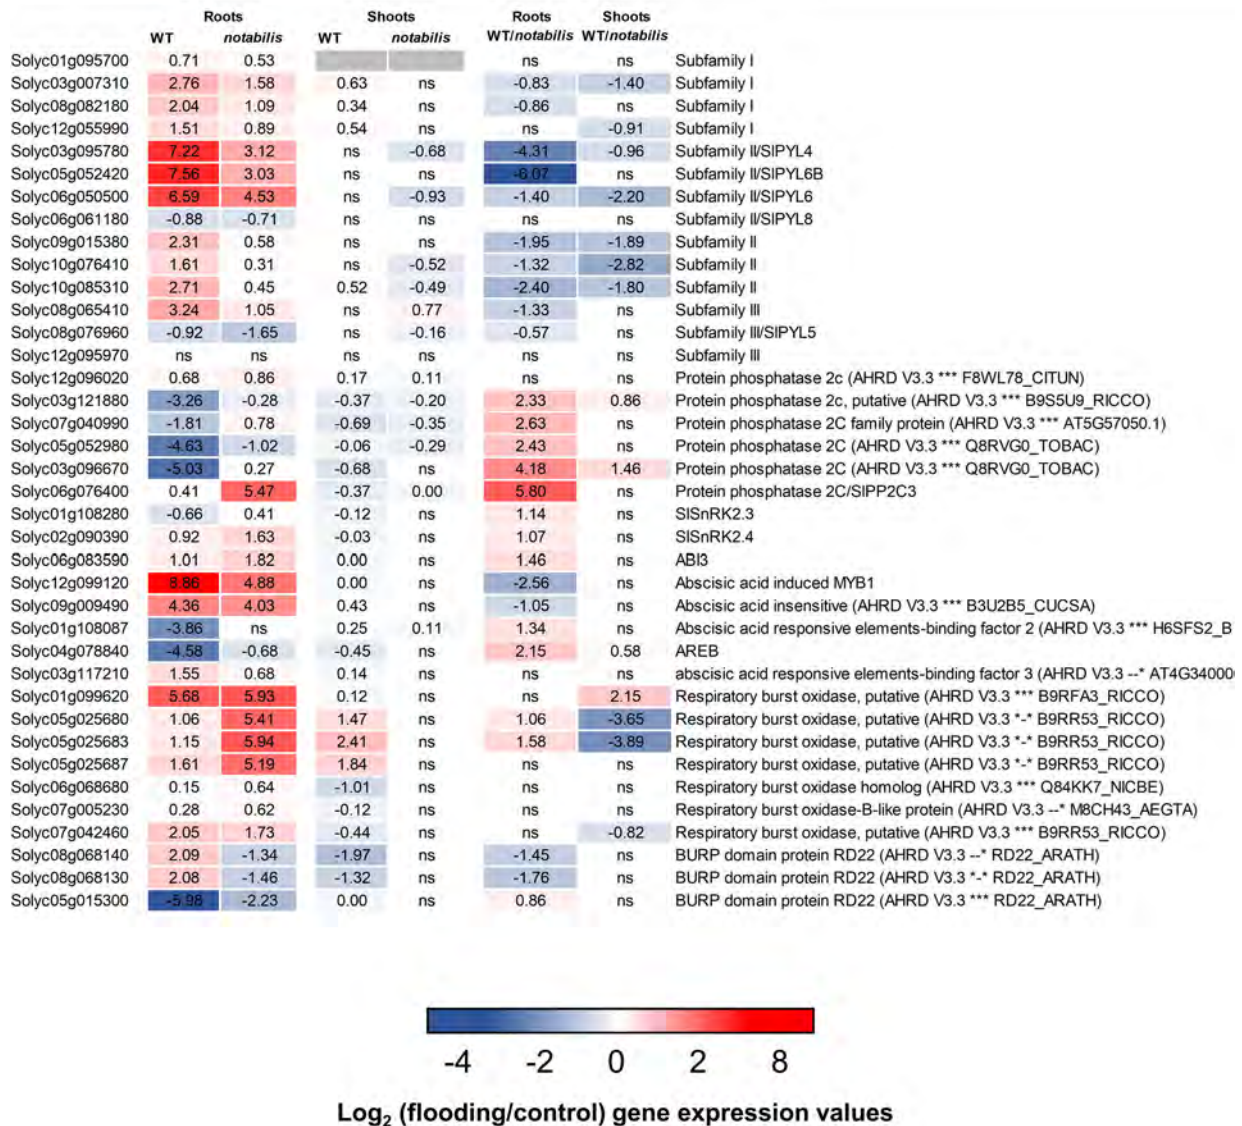 Roots Shoots Roots Shoots
WT notabilis WT notabilis WT/notabilis WT/notabilis
Solyc01g095700 0.71 0.53 ns ns Subfamily I
Solyc03g007310 2.76 1.58 0.63 ns -0.83 -1.40 Subfamily I
Solyc08g082180 2.04 1.09 0.34 ns -0.86 ns Subfamily I
Solyc12g055990 1.51 0.89 0.54 ns ns -0.91 Subfamily I
Solyc03g095780 7.22 3.12 ns -0.68 -4.31 -0.96 Subfamily II/SlPYL4
Solyc05g052420 7.56 3.03 ns ns -6.07 ns Subfamily II/SlPYL6B
Solyc06g050500 6.59 4.53 ns -0.93 -1.40 -2.20 Subfamily II/SlPYL6
Solyc06g061180 -0.88 -0.71 ns ns ns ns Subfamily II/SlPYL8
Solyc09g015380 2.31 0.58 ns ns -1.95 -1.89 Subfamily II
Solyc10g076410 1.61 0.31 ns -0.52 -1.32 -2.82 Subfamily II
Solyc10g085310 2.71 0.45 0.52 -0.49 -2.40 -1.80 Subfamily II
Solyc08g065410 3.24 1.05 ns 0.77 -1.33 ns Subfamily III
Solyc08g076960 -0.92 -1.65 ns -0.16 -0.57 ns Subfamily III/SlPYL5
Solyc12g095970 ns ns ns ns ns ns Subfamily III
Solyc12g096020 0.68 0.86 0.17 0.11 ns ns Protein phosphatase 2c (AHRD V3.3 *** F8WL78_CITUN)
Solyc03g121880 -3.26 -0.28 -0.37 -0.20 2.33 0.86 Protein phosphatase 2c, putative (AHRD V3.3 *** B9S5U9_RICCO)
Solyc07g040990 -1.81 0.78 -0.69 -0.35 2.63 ns Protein phosphatase 2C family protein (AHRD V3.3 *** AT5G57050.1)
Solyc05g052980 -4.63 -1.02 -0.06 -0.29 2.43 ns Protein phosphatase 2C (AHRD V3.3 *** Q8RVG0_TOBAC)
Solyc03g096670 -5.03 0.27 -0.68 ns 4.18 1.46 Protein phosphatase 2C (AHRD V3.3 *** Q8RVG0_TOBAC)
Solyc06g076400 0.41 5.47 -0.37 0.00 5.80 ns Protein phosphatase 2C/SlPP2C3
Solyc01g108280 -0.66 0.41 -0.12 ns 1.14 ns SlSnRK2.3
Solyc02g090390 0.92 1.63 -0.03 ns 1.07 ns SlSnRK2.4
Solyc06g083590 1.01 1.82 0.00 ns 1.46 ns ABI3
Solyc12g099120 8.86 4.88 0.00 ns -2.56 ns Abscisic acid induced MYB1
Solyc09g009490 4.36 4.03 0.43 ns -1.05 ns Abscisic acid insensitive (AHRD V3.3 *** B3U2B5_CUCSA)
Solyc01g108087 -3.86 ns 0.25 0.11 1.34 ns Abscisic acid responsive elements-binding factor 2 (AHRD V3.3 *** H6SFS2_B
Solyc04g078840 -4.58 -0.68 -0.45 ns 2.15 0.58 AREB
Solyc03g117210 1.55 0.68 0.14 ns ns ns abscisic acid responsive elements-binding factor 3 (AHRD V3.3 --* AT4G34000
Solyc01g099620 5.68 5.93 0.12 ns ns 2.15 Respiratory burst oxidase, putative (AHRD V3.3 *** B9RFA3_RICCO)
Solyc05g025680 1.06 5.41 1.47 ns 1.06 -3.65 Respiratory burst oxidase, putative (AHRD V3.3 *-* B9RR53_RICCO)
Solyc05g025683 1.15 5.94 2.41 ns 1.58 -3.89 Respiratory burst oxidase, putative (AHRD V3.3 *-* B9RR53_RICCO)
Solyc05g025687 1.61 5.19 1.84 ns ns ns Respiratory burst oxidase, putative (AHRD V3.3 *-* B9RR53_RICCO)
Solyc06g068680 0.15 0.64 -1.01 ns ns ns Respiratory burst oxidase homolog (AHRD V3.3 *** Q84KK7_NICBE)
Solyc07g005230 0.28 0.62 -0.12 ns ns ns Respiratory burst oxidase-B-like protein (AHRD V3.3 --* M8CH43_AEGTA)
Solyc07g042460 2.05 1.73 -0.44 ns ns -0.82 Respiratory burst oxidase, putative (AHRD V3.3 *** B9RR53_RICCO)
Solyc08g068140 2.09 -1.34 -1.97 ns -1.45 ns BURP domain protein RD22 (AHRD V3.3 --* RD22_ARATH)
Solyc08g068130 2.08 -1.46 -1.32 ns -1.76 ns BURP domain protein RD22 (AHRD V3.3 *-* RD22_ARATH)
Solyc05g015300 -5.98 -2.23 0.00 ns 0.86 ns BURP domain protein RD22 (AHRD V3.3 *** RD22_ARATH)
-4 -2 0 2 8
Log₂ (flooding/control) gene expression values